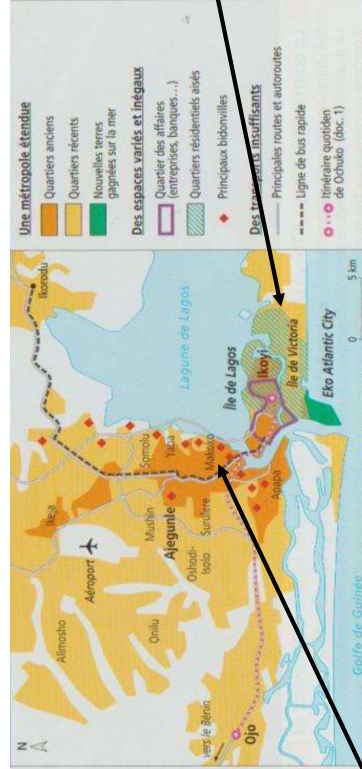 Une métropole étendue
Quartiers anciens
Quartiers récents
Nouvelles terres
gagnées sur la mer
Des espaces variés et inégaux
Quartier des affaires
(entreprises, banques...)
Quartiers résidentiels aisés
Principaux bidonvilles
Des transports insuffisants
Principales routes et autoroutes
Ligne de bus rapide
Itinéraire quotidien
de Ochuko (doc. 1)
N
Ikorodu
Alimosho
Ikeja
Aéroport
Onilu
Mushin
Somolu
Lagune de Lagos
Ajegunle
Yaba
Oshodi-
Isolo
Surulere
Makoko
Île de Lagos
Ikoyi
vers le Bénin
Ojo
Apapa
Île de Victoria
Eko Atlantic City
Golfe de Guinée
0 5 km